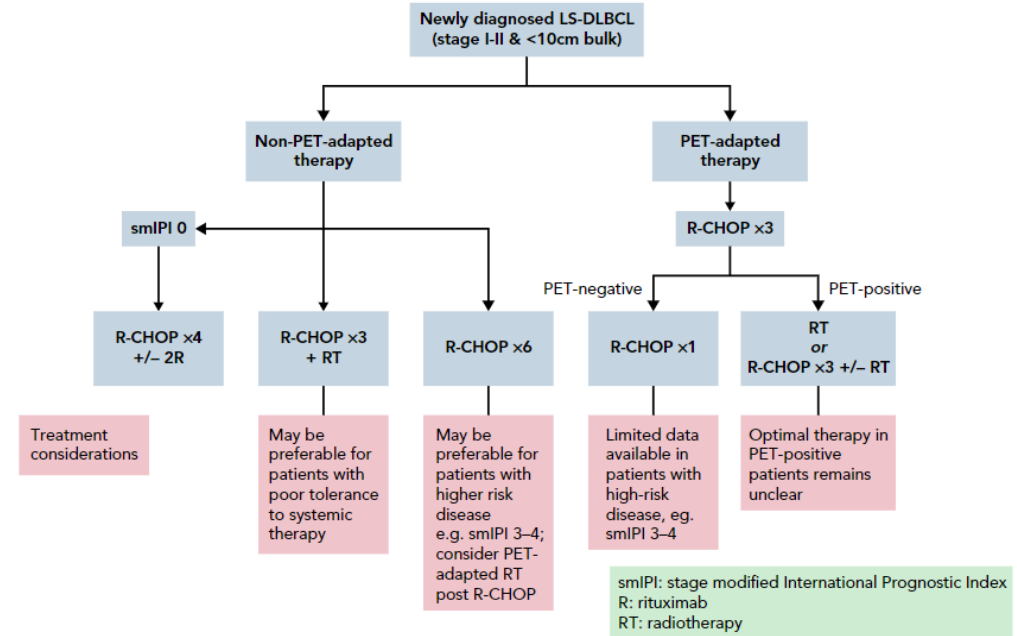 Newly diagnosed LS-DLBCL
(stage I-II & <10cm bulk)
Non-PET-adapted
therapy
PET-adapted
therapy
smIPI 0
R-CHOP ×3
PET-negative
PET-positive
R-CHOP ×4
+/– 2R
R-CHOP ×3
+ RT
R-CHOP ×6
R-CHOP ×1
RT
or
R-CHOP ×3 +/– RT
Treatment
considerations
May be
preferable for
patients with
poor tolerance
to systemic
therapy
May be
preferable for
patients with
higher risk
disease
e.g. smIPI 3–4;
consider PET-
adapted RT
post R-CHOP
Limited data
available in
patients with
high-risk
disease, eg.
smIPI 3–4
Optimal therapy in
PET-positive
patients remains
unclear
smIPI: stage modified International Prognostic Index
R: rituximab
RT: radiotherapy